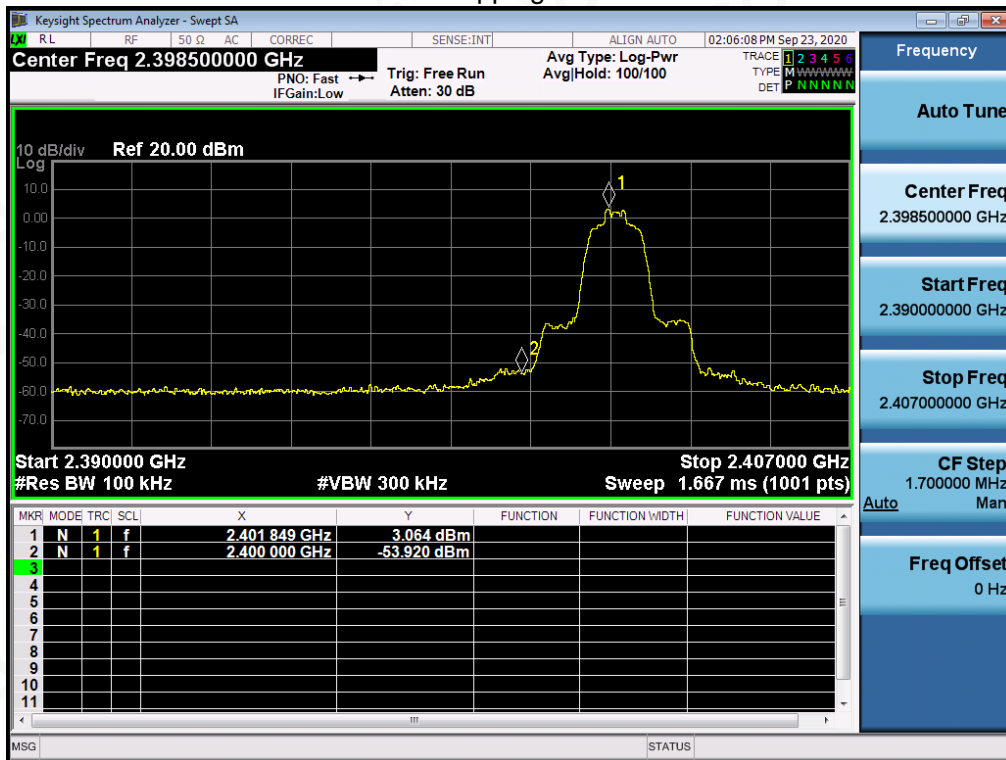 Keysight Spectrum Analyzer - Swept SA
LXI RL RF 50 Ω AC CORREC SENSE:INT ALIGN AUTO 02:06:08 PM Sep 23, 2020
Center Freq 2.398500000 GHz
PNO: Fast
IFGain:Low
Trig: Free Run
Atten: 30 dB
Avg Type: Log-Pwr
Avg|Hold: 100/100
TRACE 1 2 3 4 5 6
TYPE M WWWWW
DET P N N N N N
10 dB/div Ref 20.00 dBm
Log
10.0
0.00
-10.0
-20.0
-30.0
-40.0
-50.0
-60.0
-70.0
1
2
Start 2.390000 GHz Stop 2.407000 GHz
#Res BW 100 kHz #VBW 300 kHz Sweep 1.667 ms (1001 pts)
MKR MODE TRC SCL X Y FUNCTION FUNCTION WIDTH FUNCTION VALUE
1 N 1 f 2.401 849 GHz 3.064 dBm
2 N 1 f 2.400 000 GHz -53.920 dBm
3
4
5
6
7
8
9
10
11
MSG STATUS
Frequency
Auto Tune
Center Freq
2.398500000 GHz
Start Freq
2.390000000 GHz
Stop Freq
2.407000000 GHz
CF Step
1.700000 MHz
Auto Man
Freq Offset
0 Hz